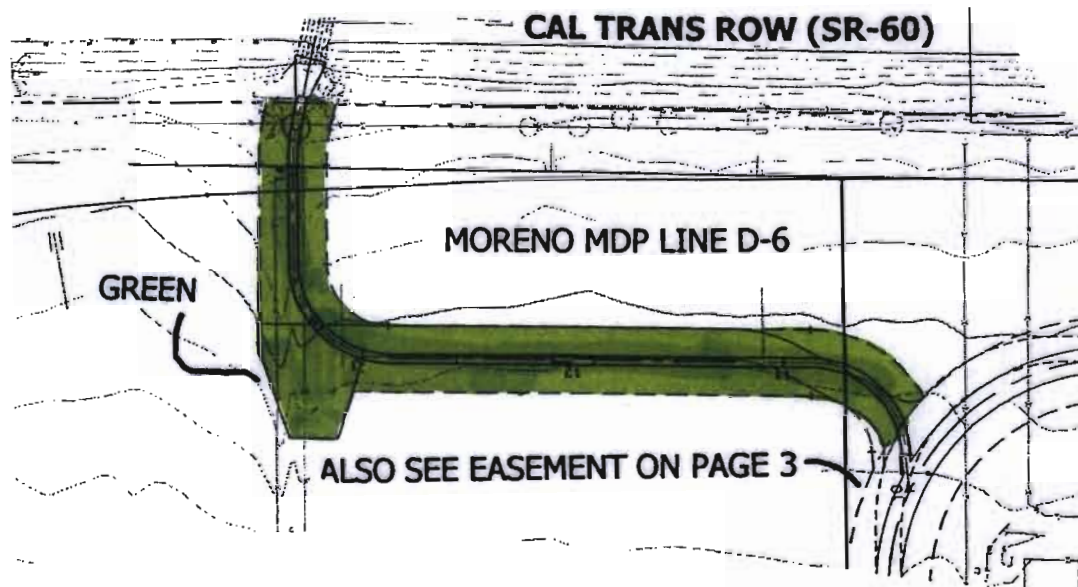 CAL TRANS ROW (SR-60)
MORENO MDP LINE D-6
GREEN
ALSO SEE EASEMENT ON PAGE 3